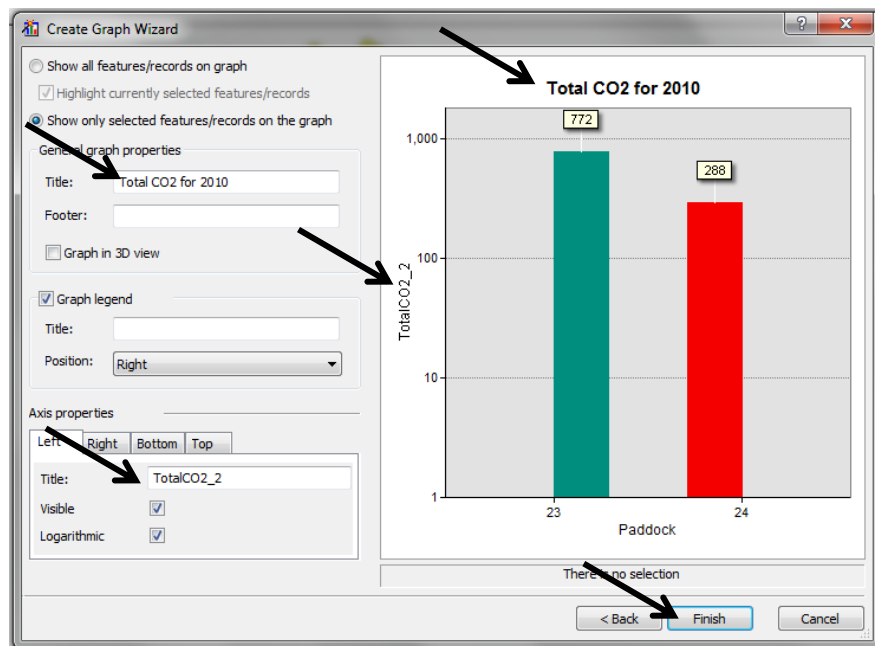 Create Graph Wizard
Show all features/records on graph
Highlight currently selected features/records
Show only selected features/records on the graph
General graph properties
Title: Total CO2 for 2010
Footer:
Graph in 3D view
Graph legend
Title:
Position: Right
Axis properties
Left Right Bottom Top
Title: TotalCO2_2
Visible
Logarithmic
Total CO2 for 2010
772
288
1,000
100
10
1
TotalCO2_2
23 24
Paddock
There is no selection
< Back Finish Cancel